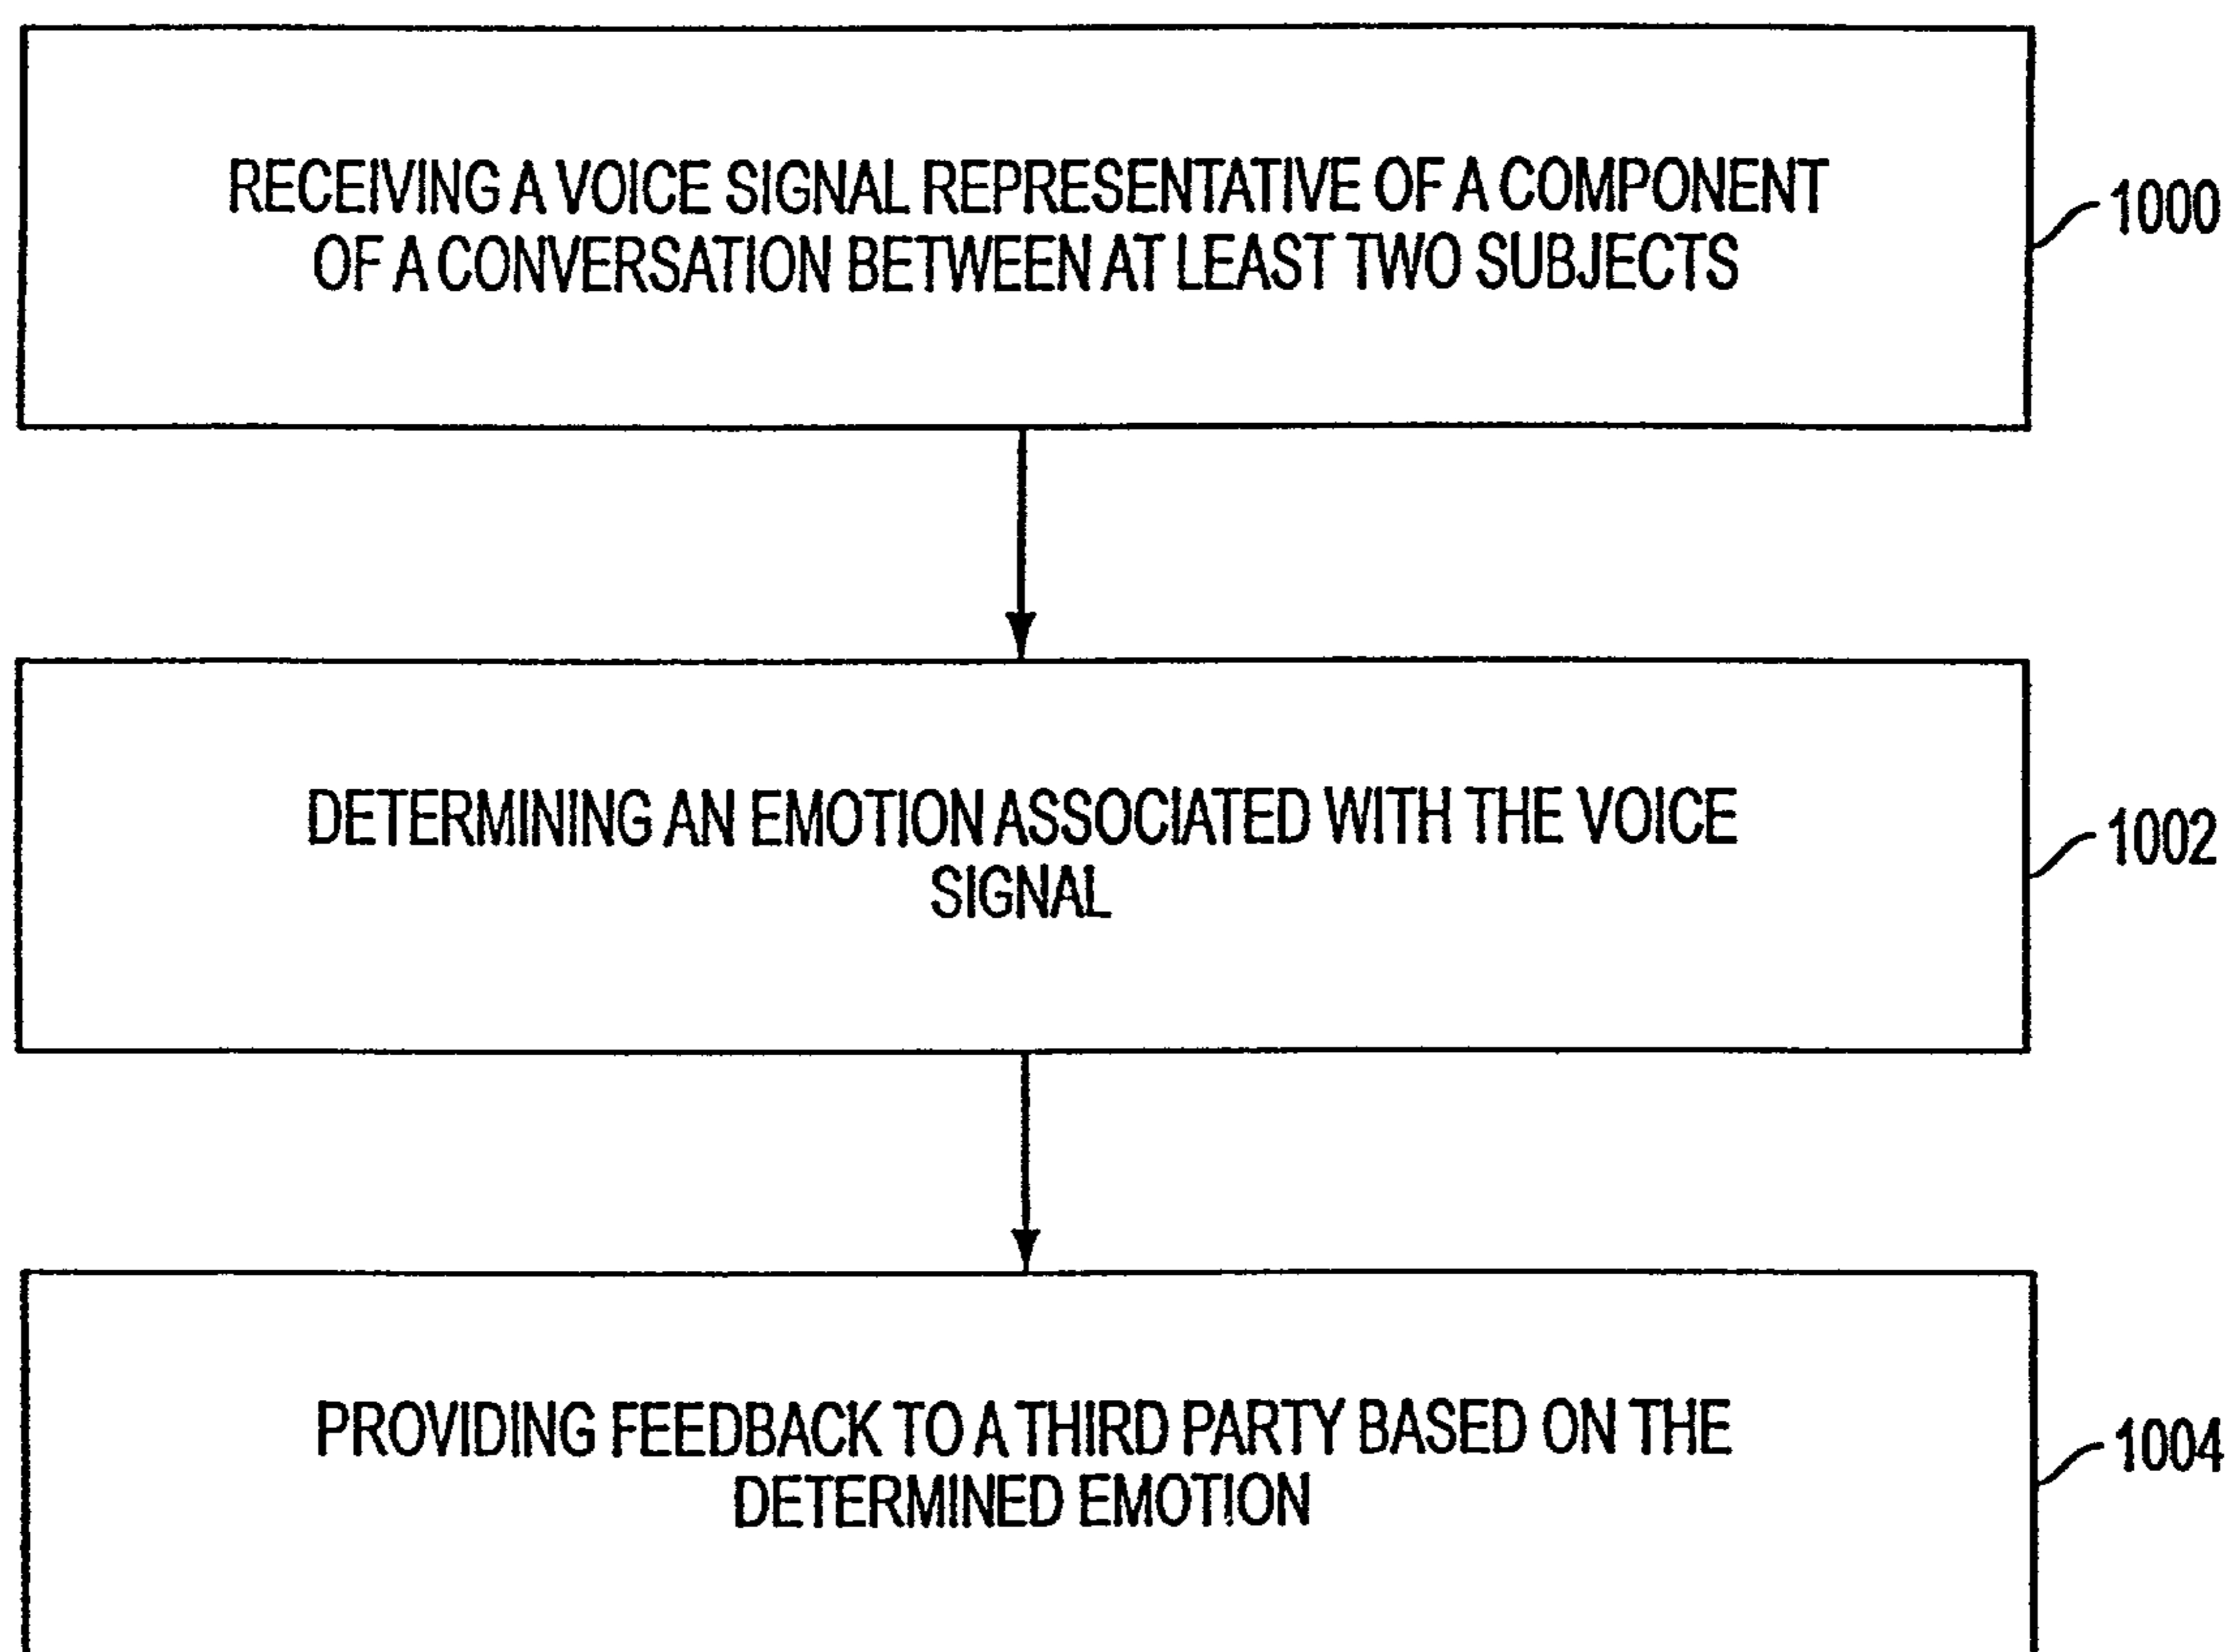 RECEIVING A VOICE SIGNAL REPRESENTATIVE OF A COMPONENT
OF A CONVERSATION BETWEEN AT LEAST TWO SUBJECTS
1000
DETERMINING AN EMOTION ASSOCIATED WITH THE VOICE
SIGNAL
1002
PROVIDING FEEDBACK TO A THIRD PARTY BASED ON THE
DETERMINED EMOTION
1004